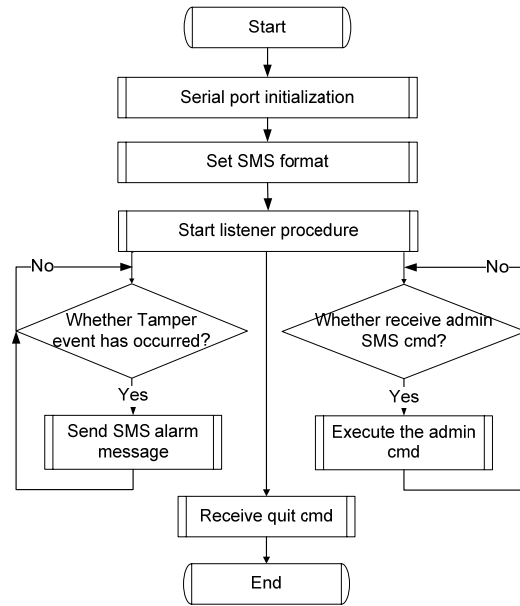 Start
Serial port initialization
Set SMS format
Start listener procedure
No
No
Whether Tamper
event has occurred?
Whether receive admin
SMS cmd?
Yes
Yes
Send SMS alarm
message
Execute the admin
cmd
Receive quit cmd
End